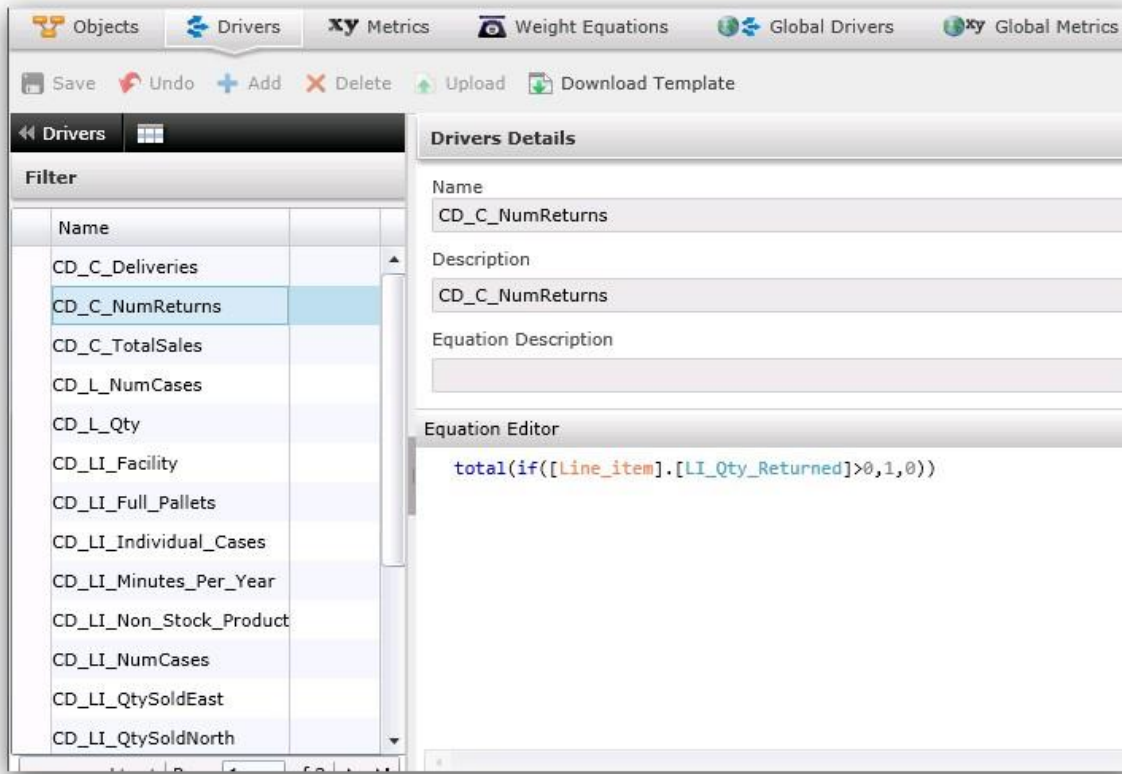 Objects Drivers xy Metrics Weight Equations Global Drivers xy Global Metrics
Save Undo Add Delete Upload Download Template
Drivers
Filter
Name
CD_C_Deliveries
CD_C_NumReturns
CD_C_TotalSales
CD_L_NumCases
CD_L_Qty
CD_LI_Facility
CD_LI_Full_Pallets
CD_LI_Individual_Cases
CD_LI_Minutes_Per_Year
CD_LI_Non_Stock_Product
CD_LI_NumCases
CD_LI_QtySoldEast
CD_LI_QtySoldNorth
Drivers Details
Name
CD_C_NumReturns
Description
CD_C_NumReturns
Equation Description
Equation Editor
total(if([Line_item].[LI_Qty_Returned]>0,1,0))